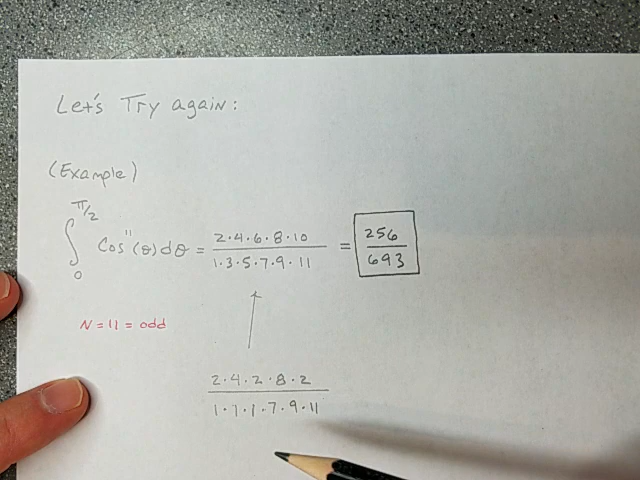 Let's Try again:
(Example)
∫₀^π/2 Cos¹¹(θ)dθ = 2·4·6·8·10 / 1·3·5·7·9·11 = 256 / 693
N = 11 = odd
2·4·2·8·2
1·1·1·7·9·11